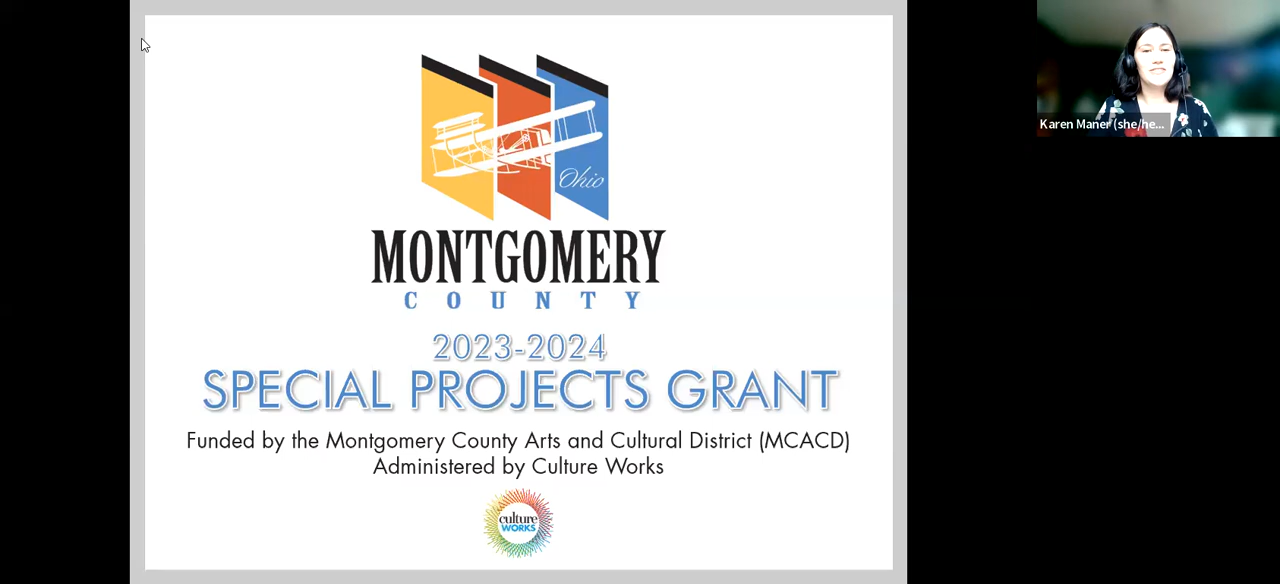 Ohio
MONTGOMERY
COUNTY
2023-2024
SPECIAL PROJECTS GRANT
Funded by the Montgomery County Arts and Cultural District (MCACD)
Administered by Culture Works
culture
WORKS
Karen Maner (she/he...